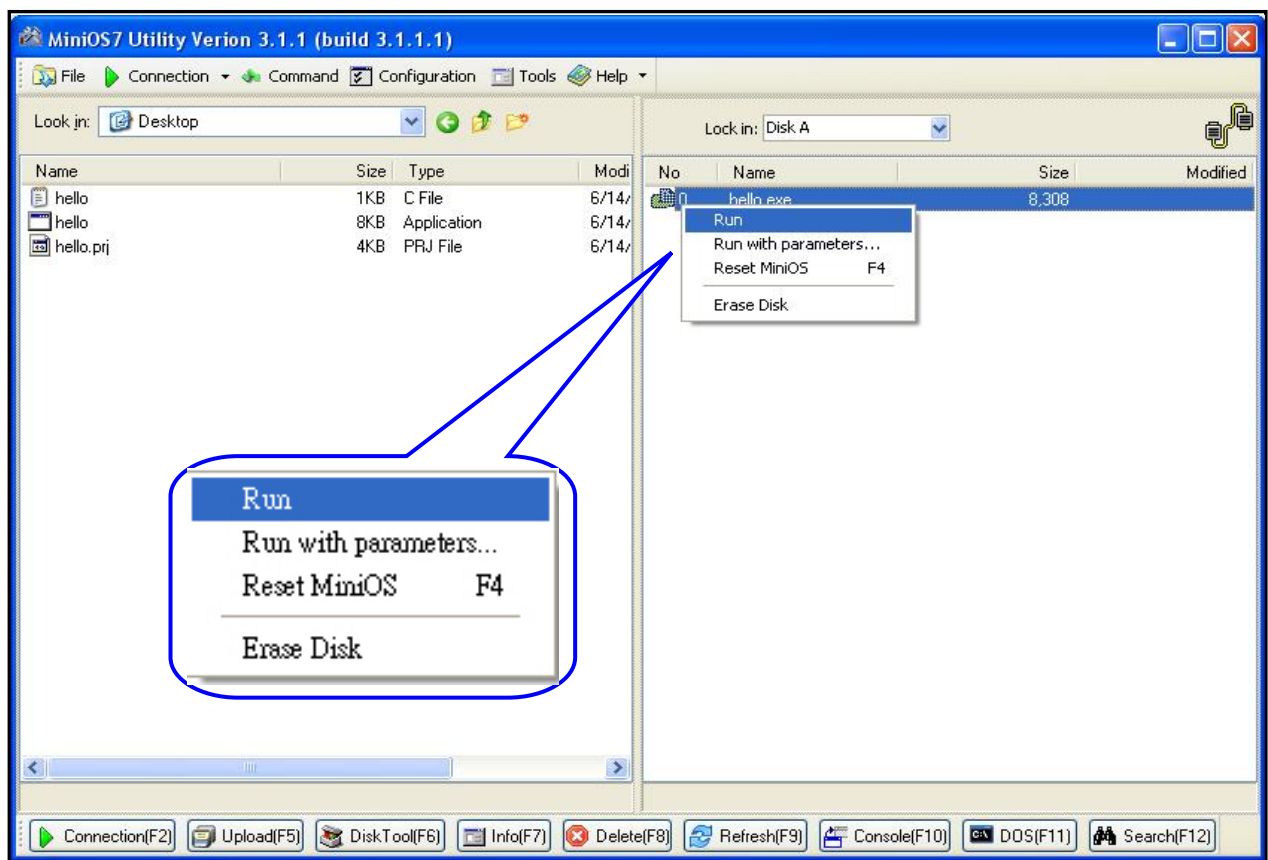 MiniOS7 Utility Verion 3.1.1 (build 3.1.1.1)
File Connection Command Configuration Tools Help
Look in: Desktop
Lock in: Disk A
Name Size Type Modi
No Name Size Modified
hello 1KB C File 6/14/
hello 8KB Application 6/14/
hello.prj 4KB PRJ File 6/14/
0 hello.exe 8,308
Run
Run with parameters...
Reset MiniOS F4
Erase Disk
Run
Run with parameters...
Reset MiniOS F4
Erase Disk
Connection(F2) Upload(F5) DiskTool(F6) Info(F7) Delete(F8) Refresh(F9) Console(F10) DOS(F11) Search(F12)